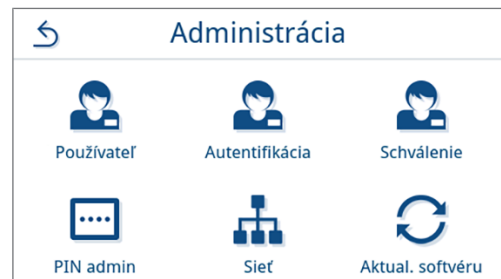 Administrácia
Používateľ
Autentifikácia
Schválenie
PIN admin
Sieť
Aktual. softvéru